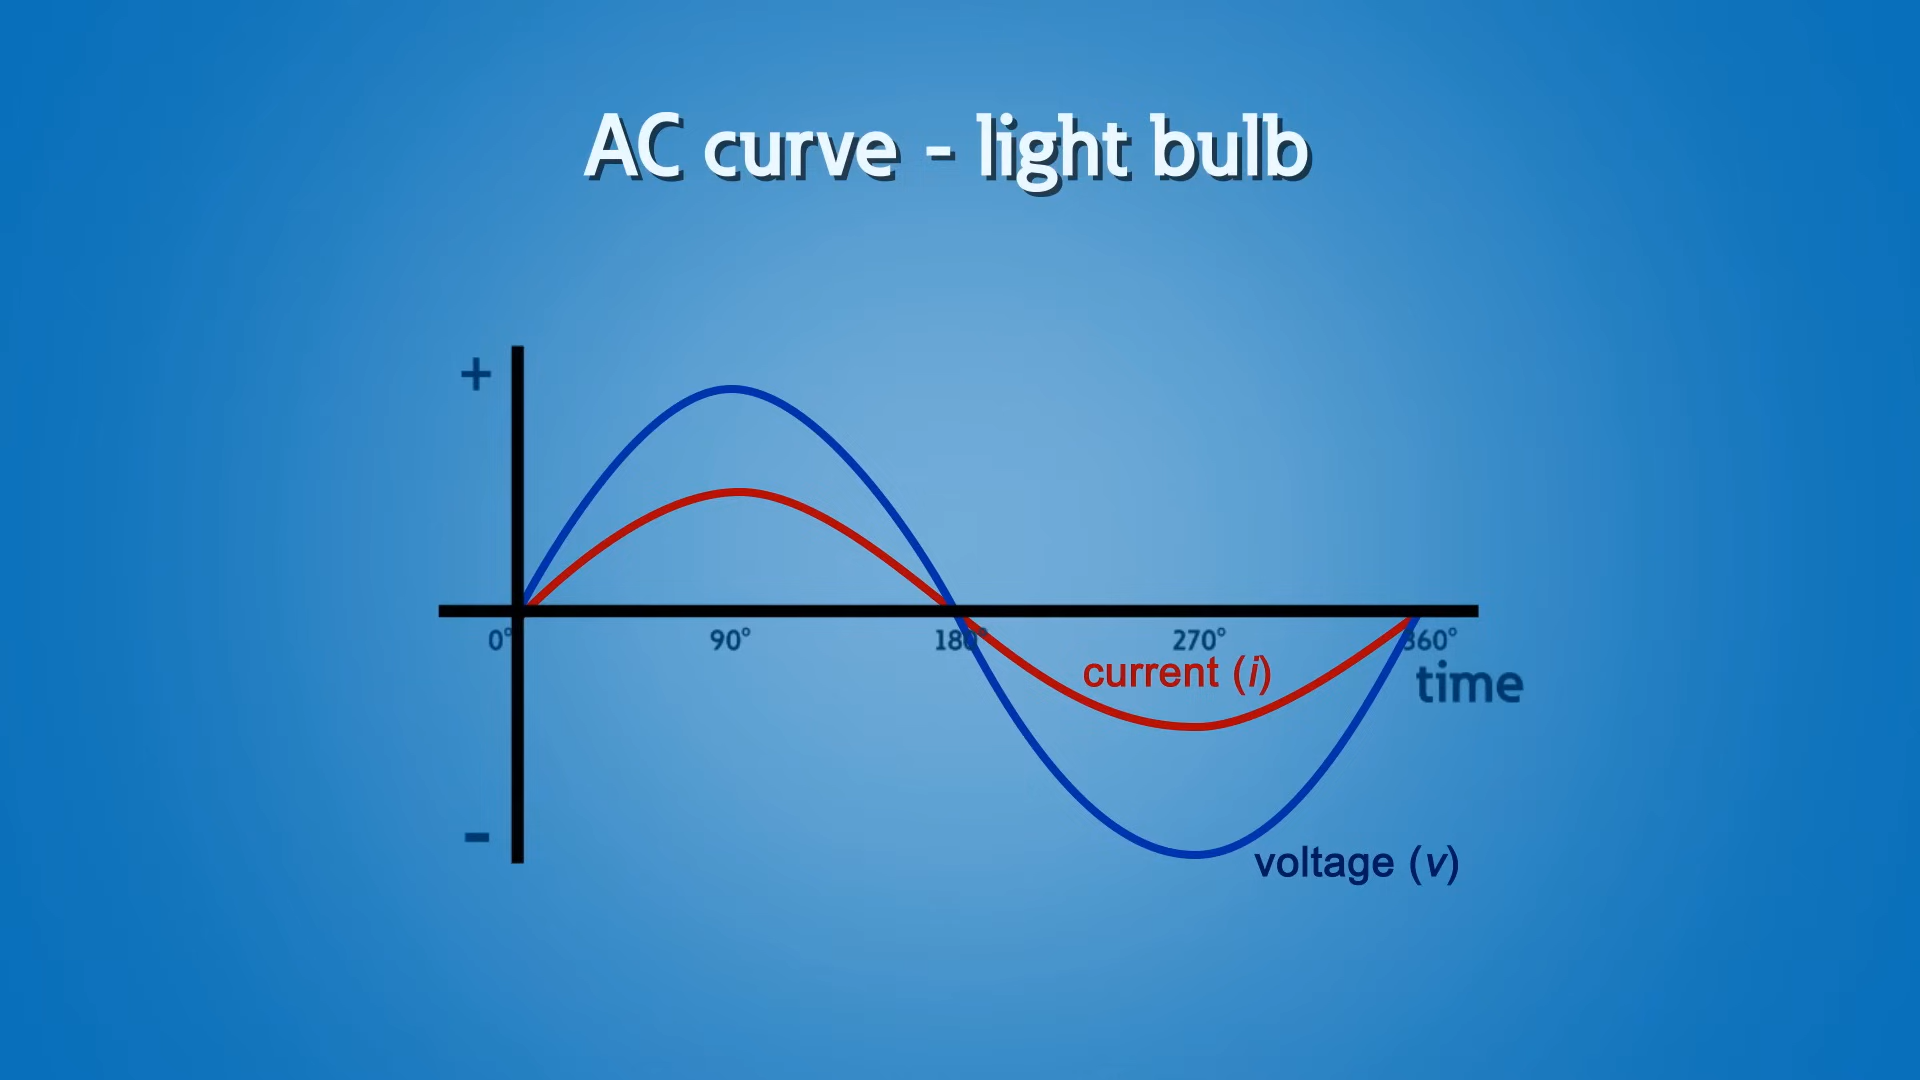 AC curve - light bulb
+
0° 90° 180° 270° 360°
current (i)
time
-
voltage (v)